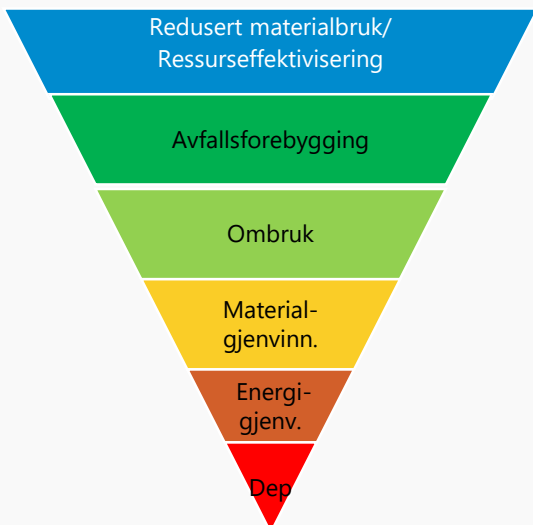 Redusert materialbruk/
Ressurseffektivisering
Avfallsforebygging
Ombruk
Material-
gjenvinn.
Energi-
gjenv.
Dep